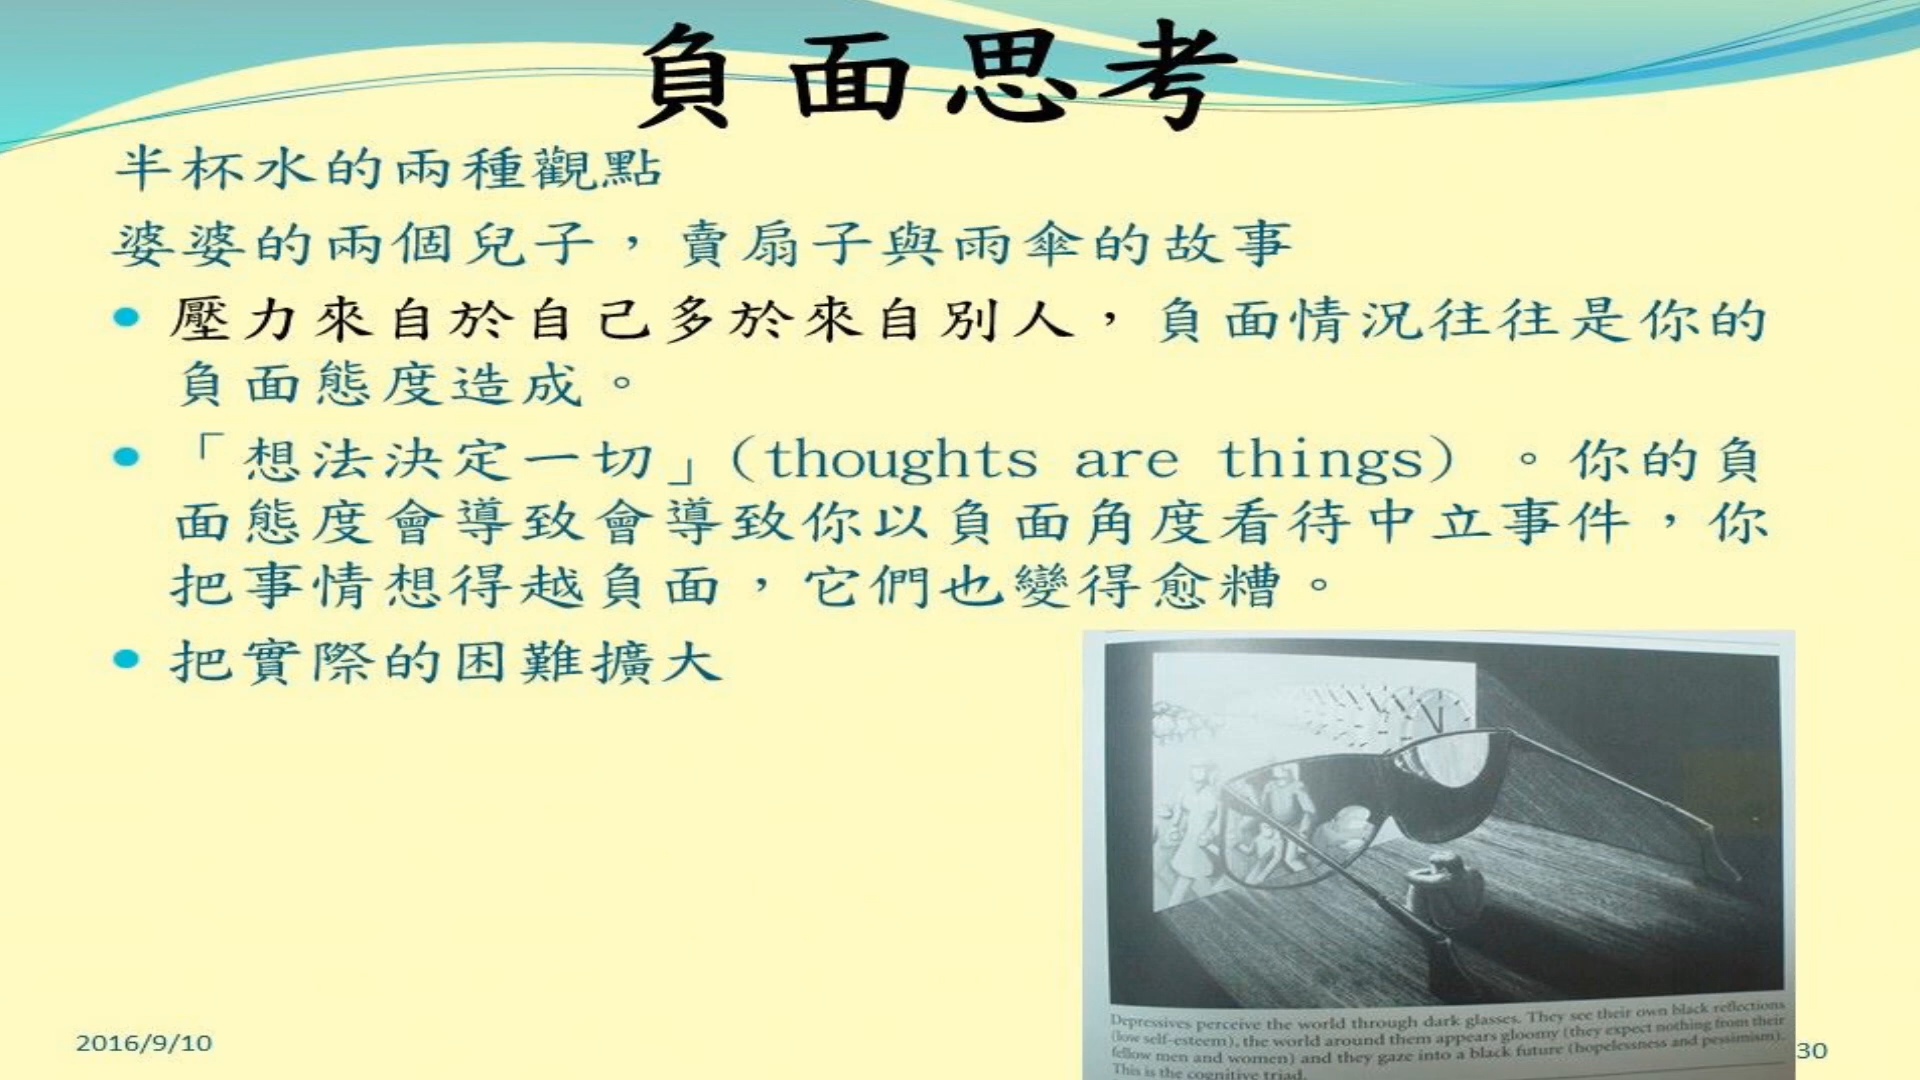 負面思考
半杯水的兩種觀點
婆婆的兩個兒子，賣扇子與雨傘的故事
• 壓力來自於自己多於來自別人，負面情況往往是你的
負面態度造成。
• 「想法決定一切」(thoughts are things) 。你的負
面態度會導致會導致你以負面角度看待中立事件，你
把事情想得越負面，它們也變得愈糟。
• 把實際的困難擴大
Depressives perceive the world through dark glasses. They see their own black reflections
(low self-esteem), the world around them appears gloomy (they expect nothing from their
fellow men and women) and they gaze into a black future (hopelessness and pessimism).
This is the cognitive triad.
2016/9/10
30